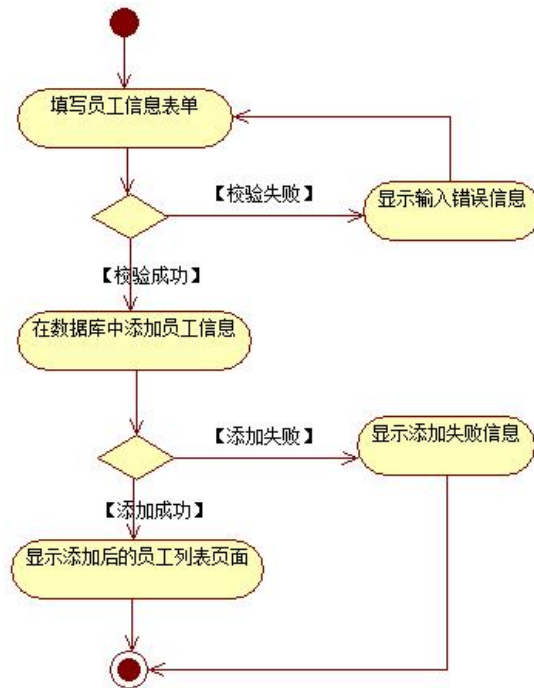 填写员工信息表单
【校验失败】
显示输入错误信息
【校验成功】
在数据库中添加员工信息
【添加失败】
显示添加失败信息
【添加成功】
显示添加后的员工列表页面